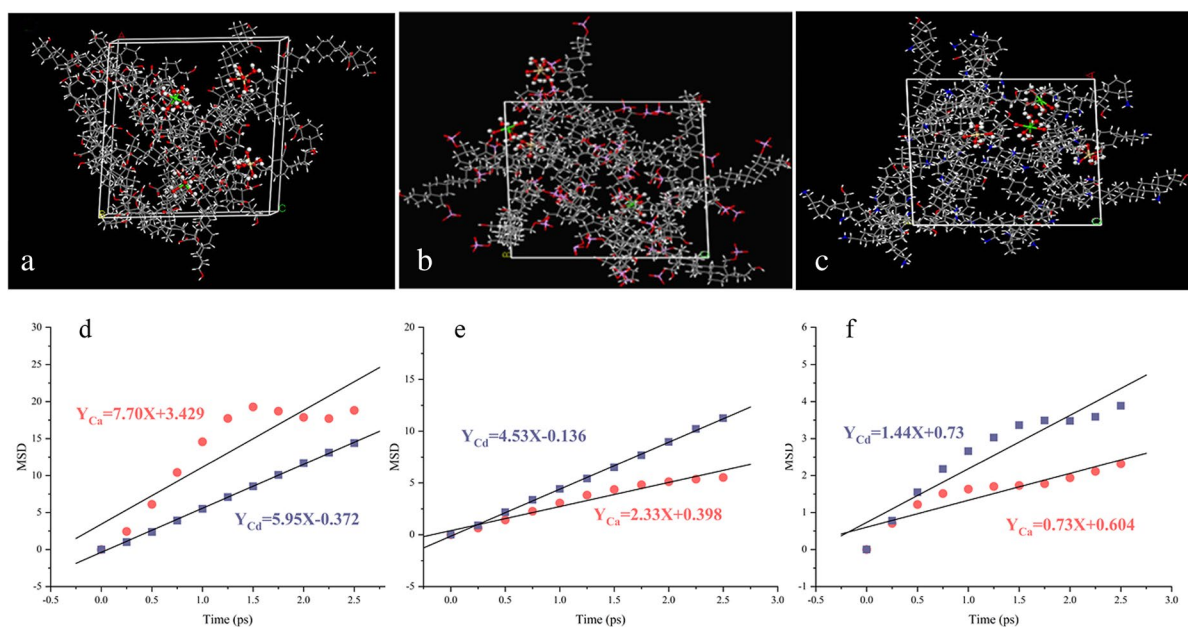 a
b
c
d
Y_Ca=7.70X+3.429
Y_Cd=5.95X-0.372
MSD
30
25
20
15
10
5
0
-5
-0.5 0.0 0.5 1.0 1.5 2.0 2.5
Time (ps)
e
Y_Cd=4.53X-0.136
Y_Ca=2.33X+0.398
MSD
20
15
10
5
0
-5
-0.5 0.0 0.5 1.0 1.5 2.0 2.5 3.0
Time (ps)
f
Y_Cd=1.44X+0.73
Y_Ca=0.73X+0.604
MSD
6
5
4
3
2
1
0
-1
-0.5 0.0 0.5 1.0 1.5 2.0 2.5 3.0
Time (ps)